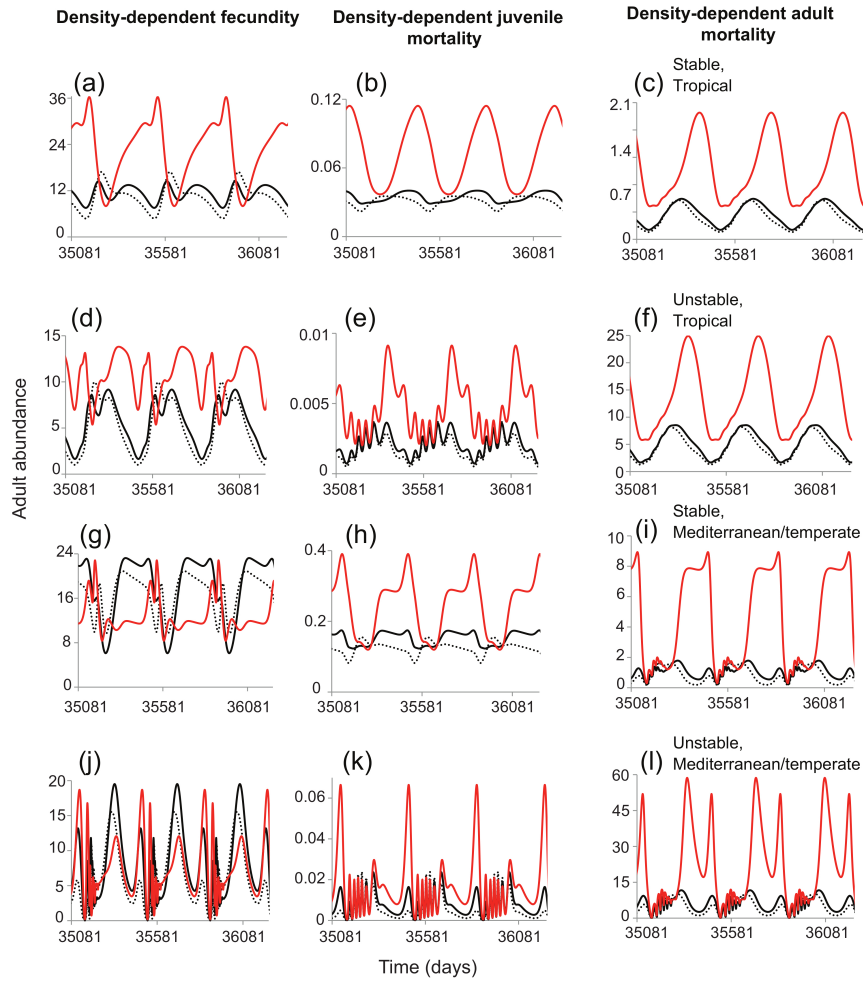 Density-dependent fecundity
Density-dependent juvenile
mortality
Density-dependent adult
mortality
(a)
36
24
12
0
35081 35581 36081
(b)
0.12
0.06
0
35081 35581 36081
(c)
Stable,
Tropical
2.1
1.4
0.7
0
35081 35581 36081
(d)
15
10
5
0
35081 35581 36081
(e)
0.01
0.005
0
35081 35581 36081
(f)
Unstable,
Tropical
25
20
15
10
5
0
35081 35581 36081
Adult abundance
(g)
24
16
8
0
35081 35581 36081
(h)
0.4
0.2
0
35081 35581 36081
(i)
Stable,
Mediterranean/temperate
10
8
6
4
2
0
35081 35581 36081
(j)
20
15
10
5
0
35081 35581 36081
(k)
0.06
0.04
0.02
0
35081 35581 36081
(l)
Unstable,
Mediterranean/temperate
60
45
30
15
0
35081 35581 36081
Time (days)